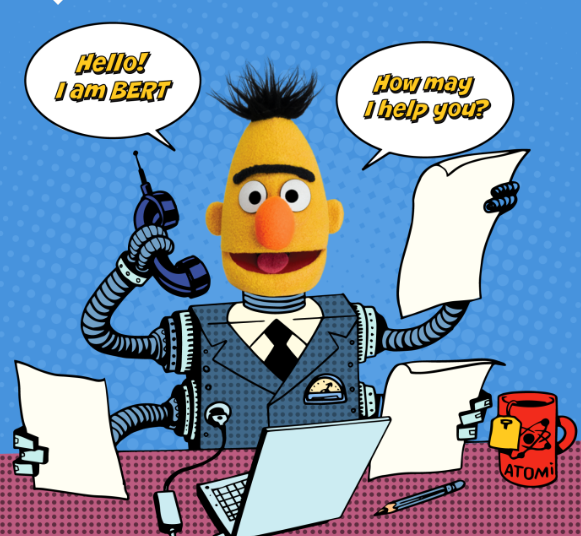 Hello!
I am BERT
How may
I help you?
ATOMi